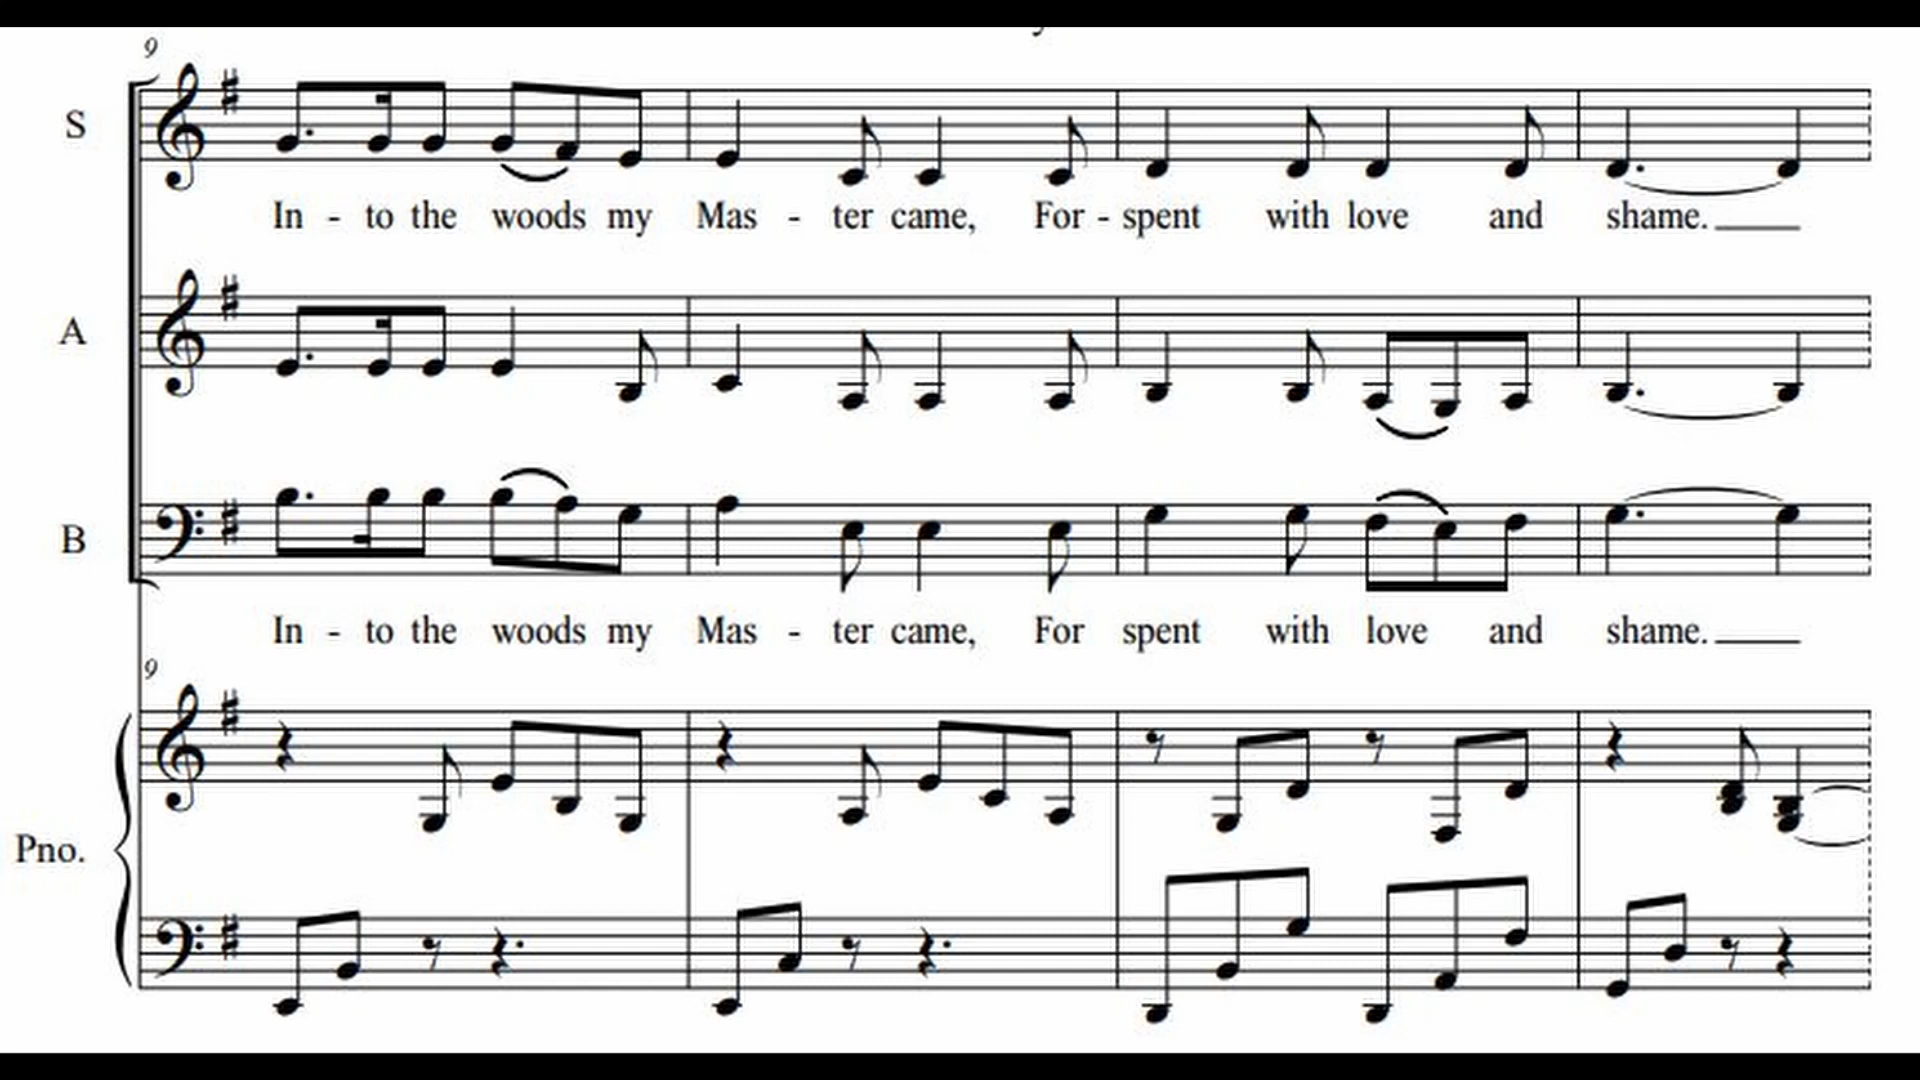 9
S
In - to the woods my Mas - ter came, For - spent with love and shame.
A
B
In - to the woods my Mas - ter came, For spent with love and shame.
9
Pno.